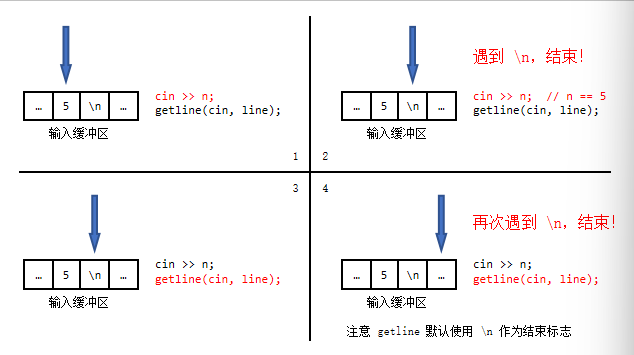 cin >> n;
getline(cin, line);
… 5 \n …
输入缓冲区
1
遇到 \n，结束！
cin >> n;  // n == 5
getline(cin, line);
… 5 \n …
输入缓冲区
2
3
cin >> n;
getline(cin, line);
… 5 \n …
输入缓冲区
4
再次遇到 \n，结束！
cin >> n;
getline(cin, line);
… 5 \n …
输入缓冲区
注意 getline 默认使用 \n 作为结束标志